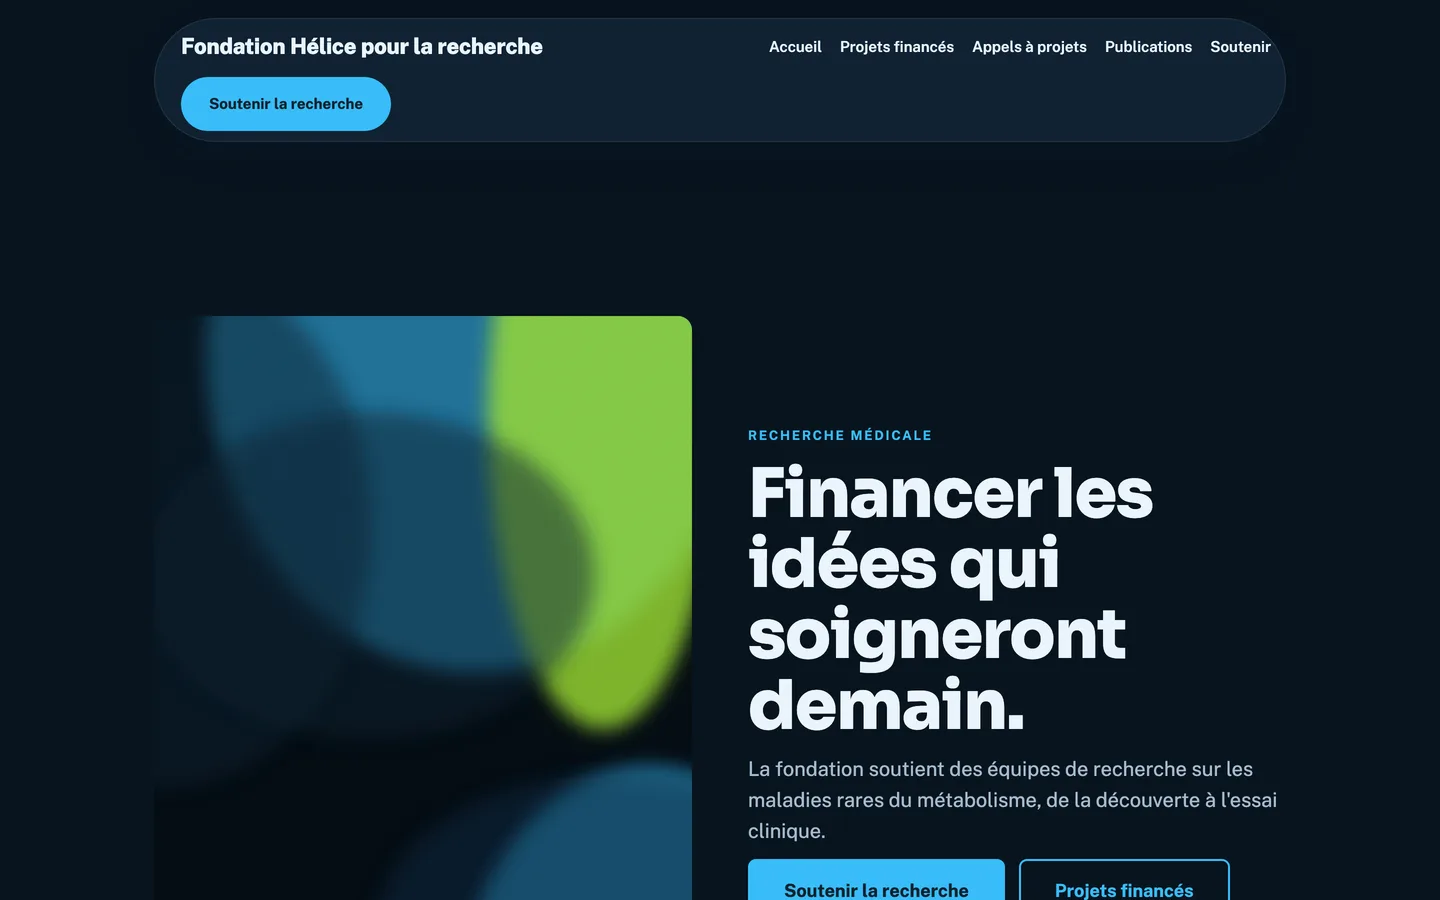 Fondation Hélice pour la recherche
Accueil Projets financés Appels à projets Publications Soutenir
Soutenir la recherche
RECHERCHE MÉDICALE
Financer les
idées qui
soigneront
demain.
La fondation soutient des équipes de recherche sur les
maladies rares du métabolisme, de la découverte à l'essai
clinique.
Soutenir la recherche Projets financés